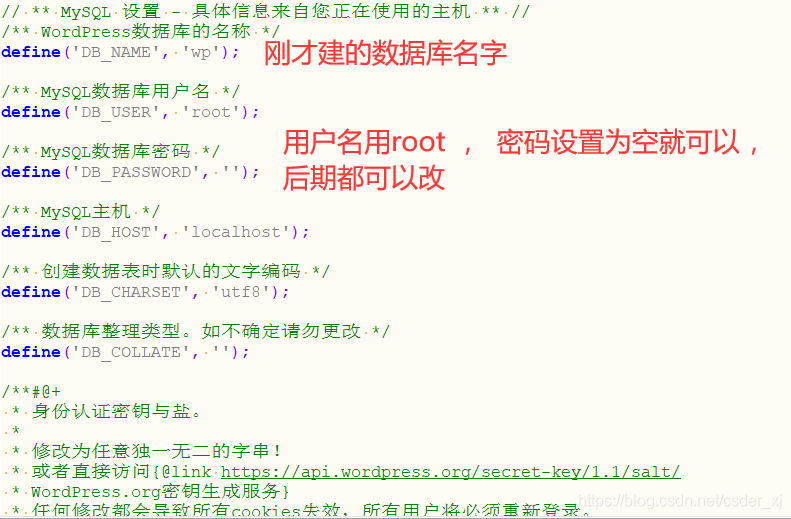 // ** MySQL 设置 - 具体信息来自您正在使用的主机 ** //
/** WordPress数据库的名称 */
define('DB_NAME', 'wp'); 刚才建的数据库名字
/** MySQL数据库用户名 */
define('DB_USER', 'root');
用户名用root ， 密码设置为空就可以，
/** MySQL数据库密码 */
define('DB_PASSWORD', '');
后期都可以改
/** MySQL主机 */
define('DB_HOST', 'localhost');
/** 创建数据表时默认的文字编码 */
define('DB_CHARSET', 'utf8');
/** 数据库整理类型。如不确定请勿更改 */
define('DB_COLLATE', '');
/**#@+
* 身份认证密钥与盐。
*
* 修改为任意独一无二的字串！
* 或者直接访问{@link https://api.wordpress.org/secret-key/1.1/salt/
* WordPress.org密钥生成服务}
* 任何修改都会导致所有cookies失效，所有用户将必须重新登录。
https://blog.csdn.net/csder_xj